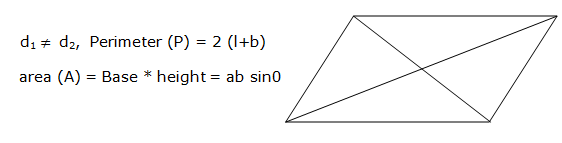 d₁ ≠ d₂, Perimeter (P) = 2 (l+b)
area (A) = Base * height = ab sin0